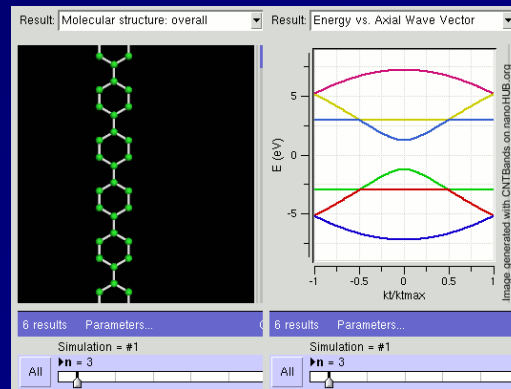 Result: Molecular structure: overall
6 results Parameters...
Simulation = #1
All
n = 3
Result: Energy vs. Axial Wave Vector
E (eV)
5
0
-5
-1 -0.5 0 0.5 1
kt/ktmax
Image generated with CNTBands on nanoHUB.org
6 results Parameters...
Simulation = #1
All
n = 3